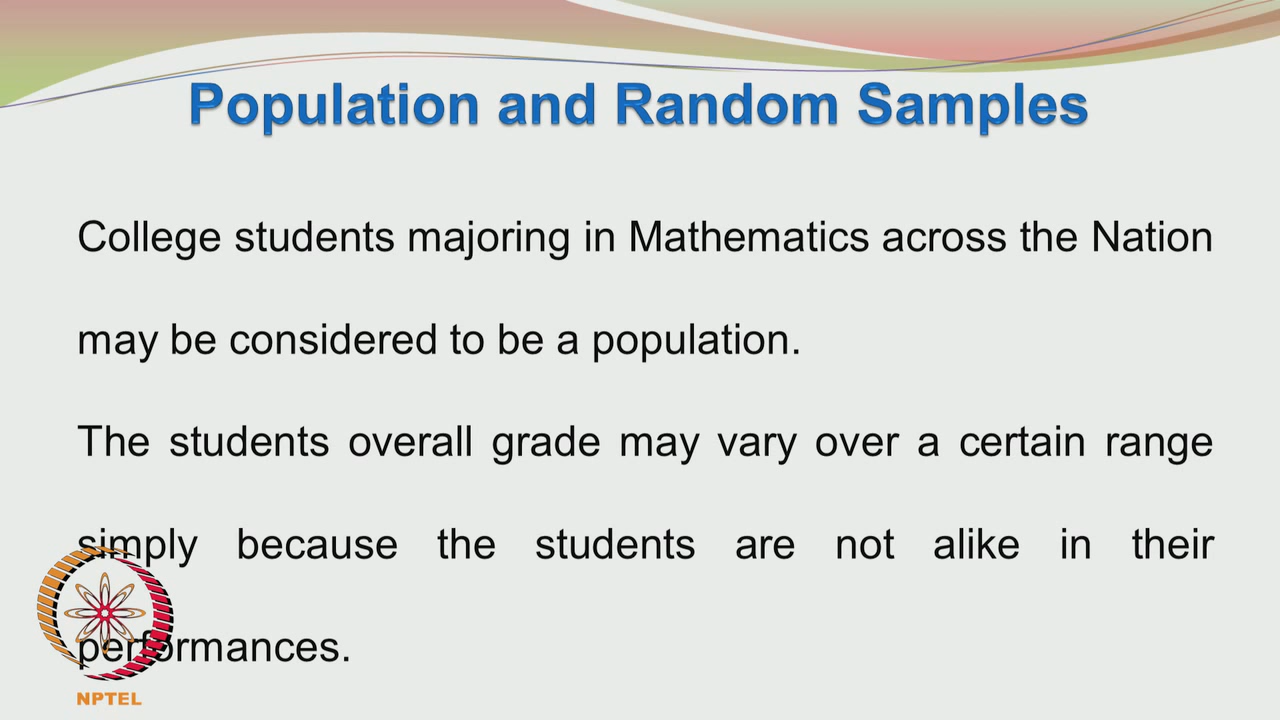 Population and Random Samples
College students majoring in Mathematics across the Nation
may be considered to be a population.
The students overall grade may vary over a certain range
simply because the students are not alike in their
performances.
NPTEL